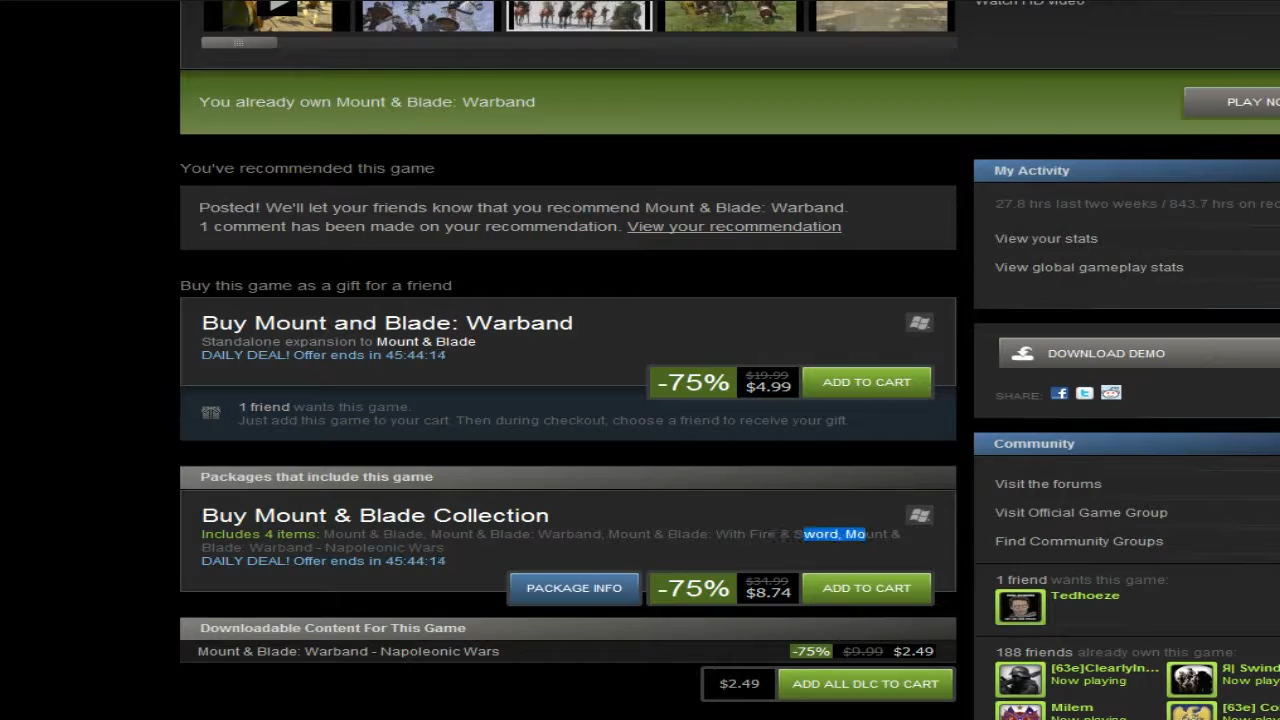 Watch HD video
You already own Mount & Blade: Warband
PLAY NO
You've recommended this game
Posted! We'll let your friends know that you recommend Mount & Blade: Warband.
1 comment has been made on your recommendation. View your recommendation
Buy this game as a gift for a friend
Buy Mount and Blade: Warband
Standalone expansion to Mount & Blade
DAILY DEAL! Offer ends in 45:44:14
-75% $19.99 $4.99 ADD TO CART
1 friend wants this game.
Just add this game to your cart. Then during checkout, choose a friend to receive your gift.
Packages that include this game
Buy Mount & Blade Collection
Includes 4 items: Mount & Blade, Mount & Blade: Warband, Mount & Blade: With Fire & Sword, Mount &
Blade: Warband - Napoleonic Wars
DAILY DEAL! Offer ends in 45:44:14
PACKAGE INFO -75% $34.99 $8.74 ADD TO CART
Downloadable Content For This Game
Mount & Blade: Warband - Napoleonic Wars -75% $9.99 $2.49
$2.49 ADD ALL DLC TO CART
My Activity
27.8 hrs last two weeks / 843.7 hrs on rec
View your stats
View global gameplay stats
DOWNLOAD DEMO
SHARE:
Community
Visit the forums
Visit Official Game Group
Find Community Groups
1 friend wants this game:
Tedhoeze
188 friends already own this game:
[63e]ClearlyIn... Я| Swind
Now playing Now play
Milem [63e] Co
Now playing Now play